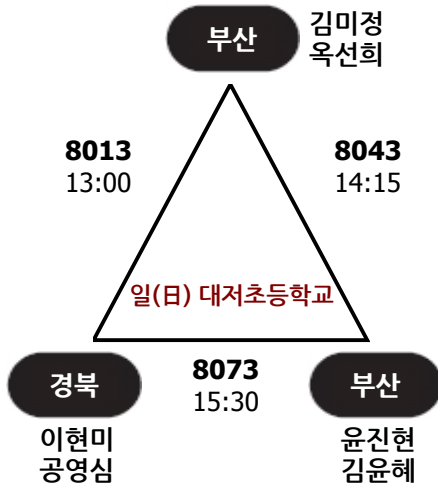 부산
김미정
옥선희
8013
13:00
8043
14:15
일(日) 대저초등학교
경북
8073
15:30
부산
이현미
공영심
윤진현
김윤혜